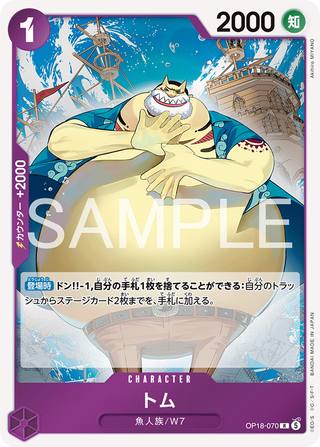 1
2000
知
Akihiro MIYANO
カウンター +2000
SAMPLE
登場時 ドン!!-1,自分の手札1枚を捨てることができる:自分のトラッ
シュからステージカード2枚までを、手札に加える。
BANDAI MADE IN JAPAN
CHARACTER
トム
魚人族/W7
OP18-070 R
5